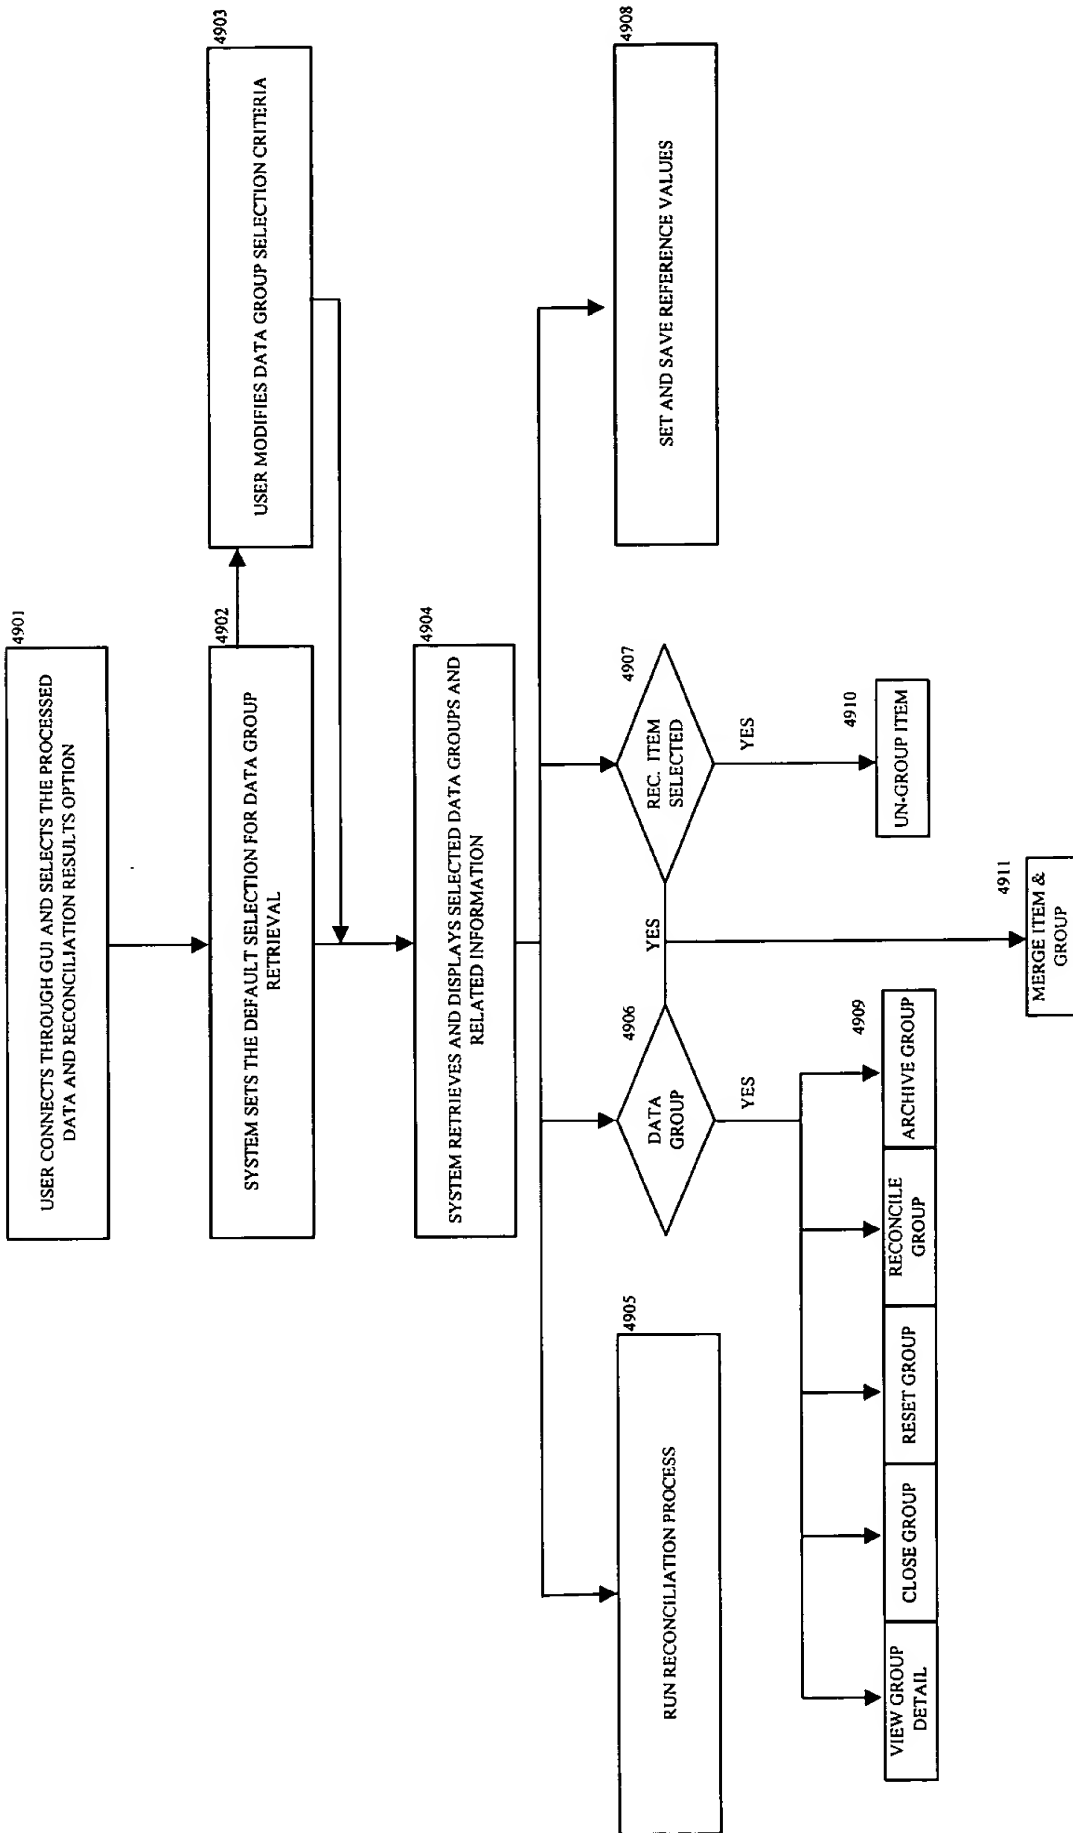 4901
USER CONNECTS THROUGH GUI AND SELECTS THE PROCESSED
DATA AND RECONCILIATION RESULTS OPTION
4902
SYSTEM SETS THE DEFAULT SELECTION FOR DATA GROUP
RETRIEVAL
4903
USER MODIFIES DATA GROUP SELECTION CRITERIA
4904
SYSTEM RETRIEVES AND DISPLAYS SELECTED DATA GROUPS AND
RELATED INFORMATION
4905
RUN RECONCILIATION PROCESS
4906
DATA
GROUP
YES
YES
4907
REC. ITEM
SELECTED
YES
4908
SET AND SAVE REFERENCE VALUES
4909
VIEW GROUP
DETAIL
CLOSE GROUP
RESET GROUP
RECONCILE
GROUP
ARCHIVE GROUP
4910
UN-GROUP ITEM
4911
MERGE ITEM &
GROUP